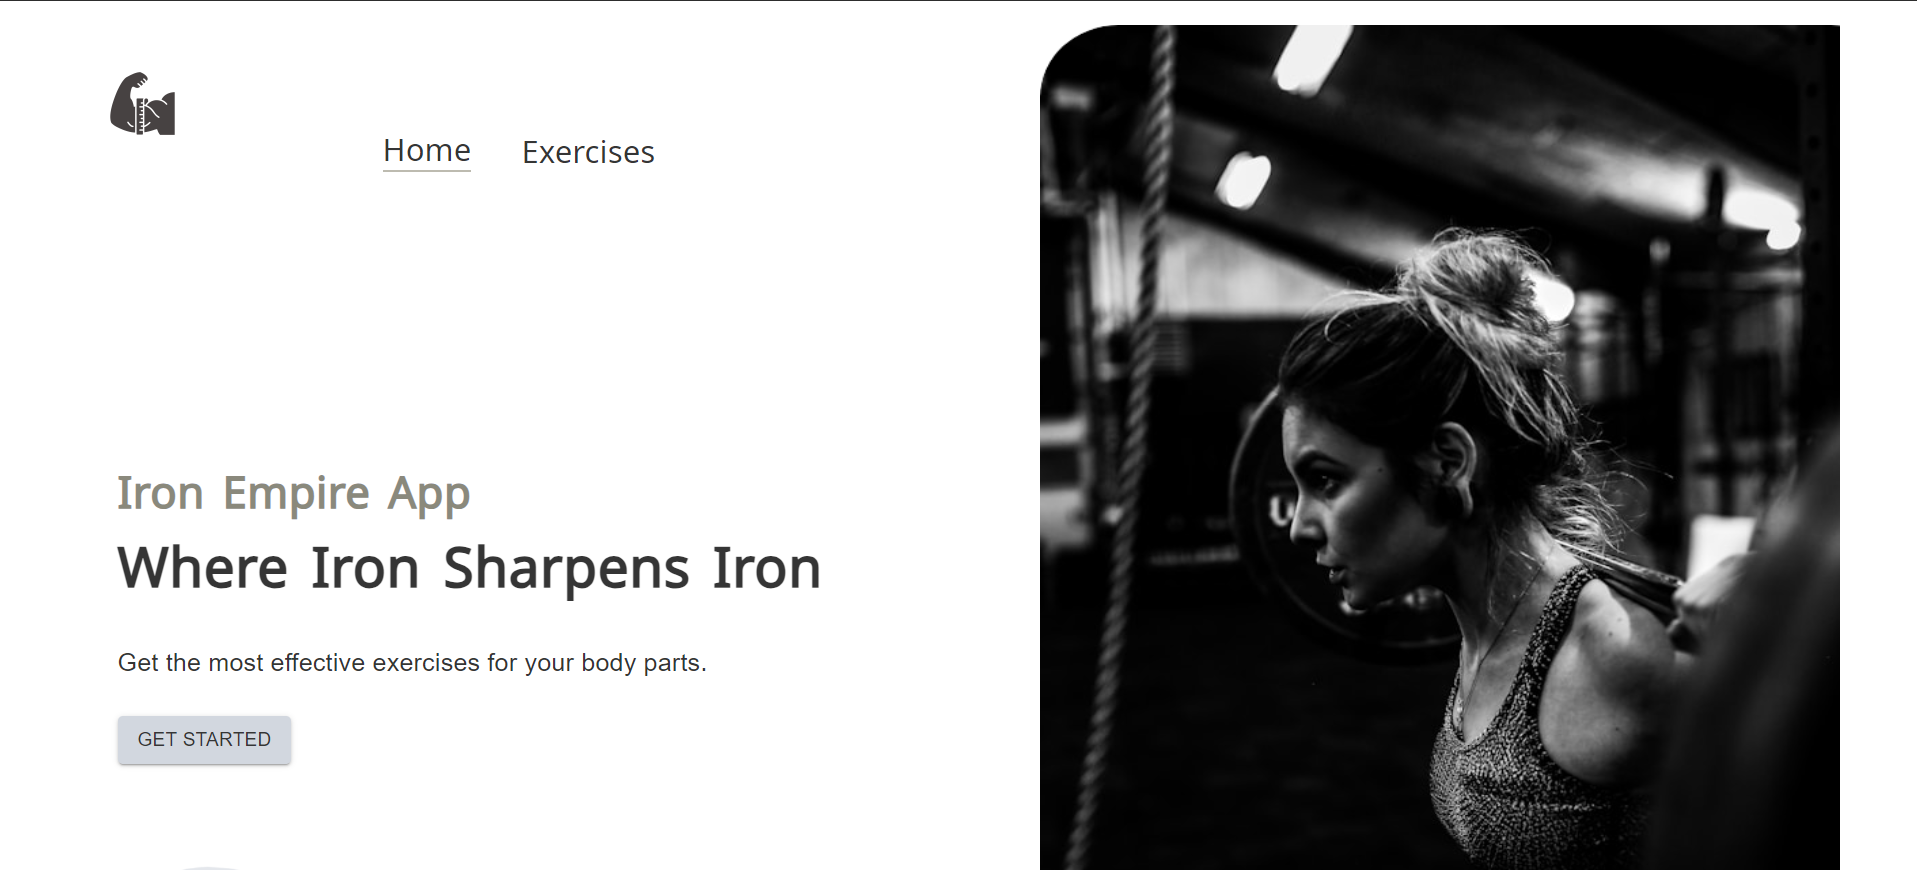 Home Exercises
Iron Empire App
Where Iron Sharpens Iron
Get the most effective exercises for your body parts.
GET STARTED